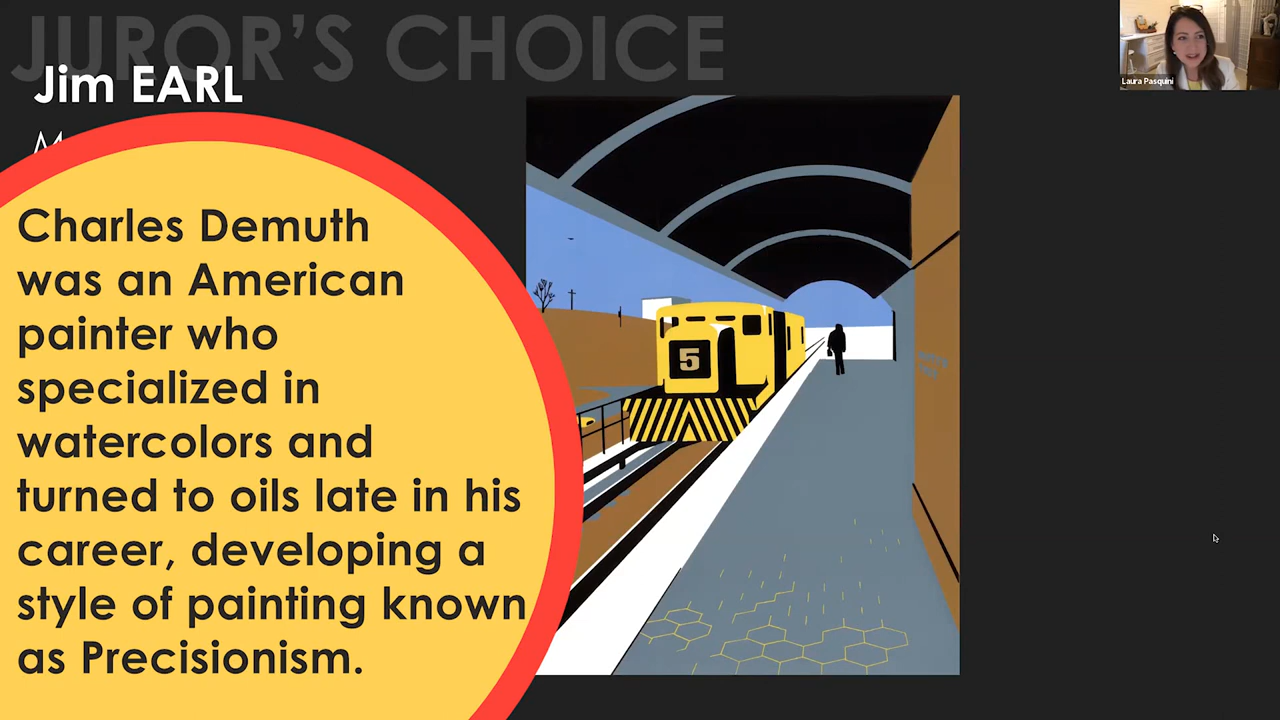 JUROR'S CHOICE
Jim EARL
Charles Demuth
was an American
painter who
specialized in
watercolors and
turned to oils late in his
career, developing a
style of painting known
as Precisionism.
5
Laura Pasquini